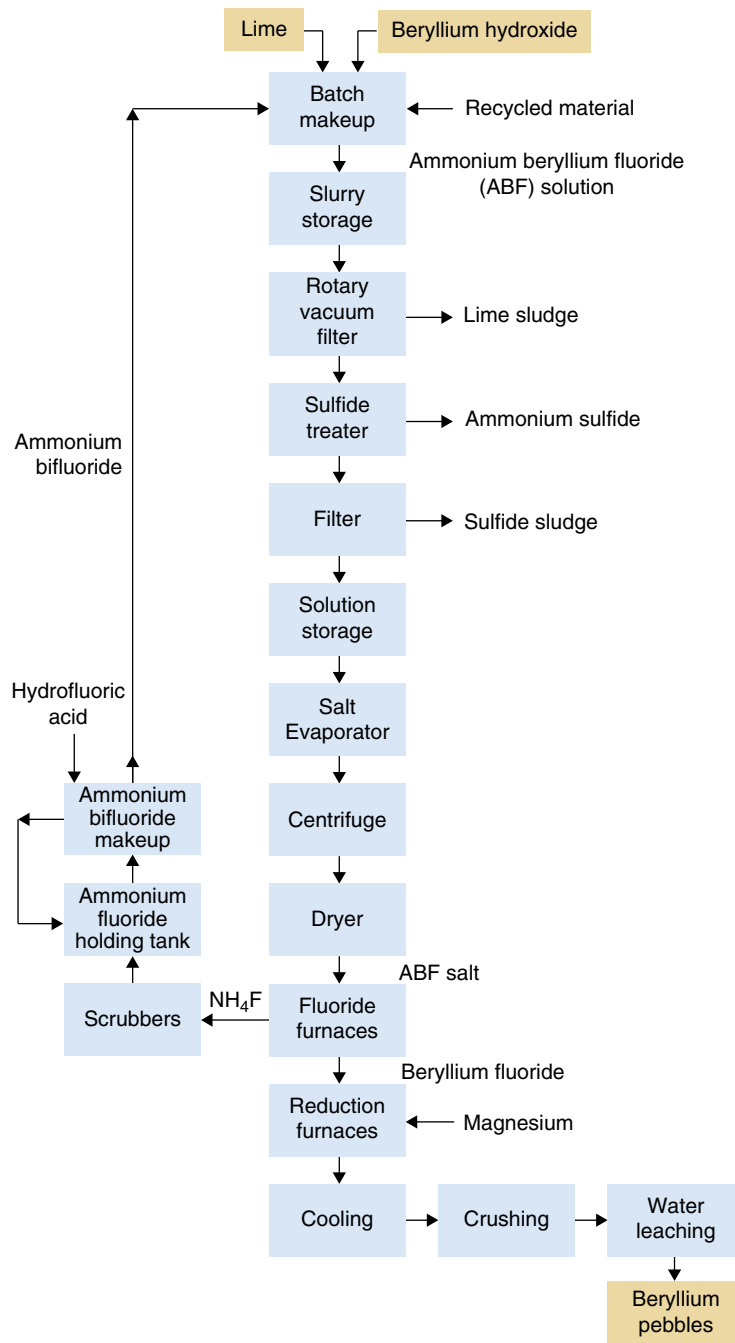 Lime
Beryllium hydroxide
Batch
makeup
Recycled material
Ammonium beryllium fluoride
(ABF) solution
Slurry
storage
Rotary
vacuum
filter
Lime sludge
Sulfide
treater
Ammonium sulfide
Ammonium
bifluoride
Filter
Sulfide sludge
Solution
storage
Hydrofluoric
acid
Salt
Evaporator
Ammonium
bifluoride
makeup
Centrifuge
Ammonium
fluoride
holding tank
Dryer
ABF salt
Scrubbers
NH₄F
Fluoride
furnaces
Beryllium fluoride
Reduction
furnaces
Magnesium
Cooling
Crushing
Water
leaching
Beryllium
pebbles